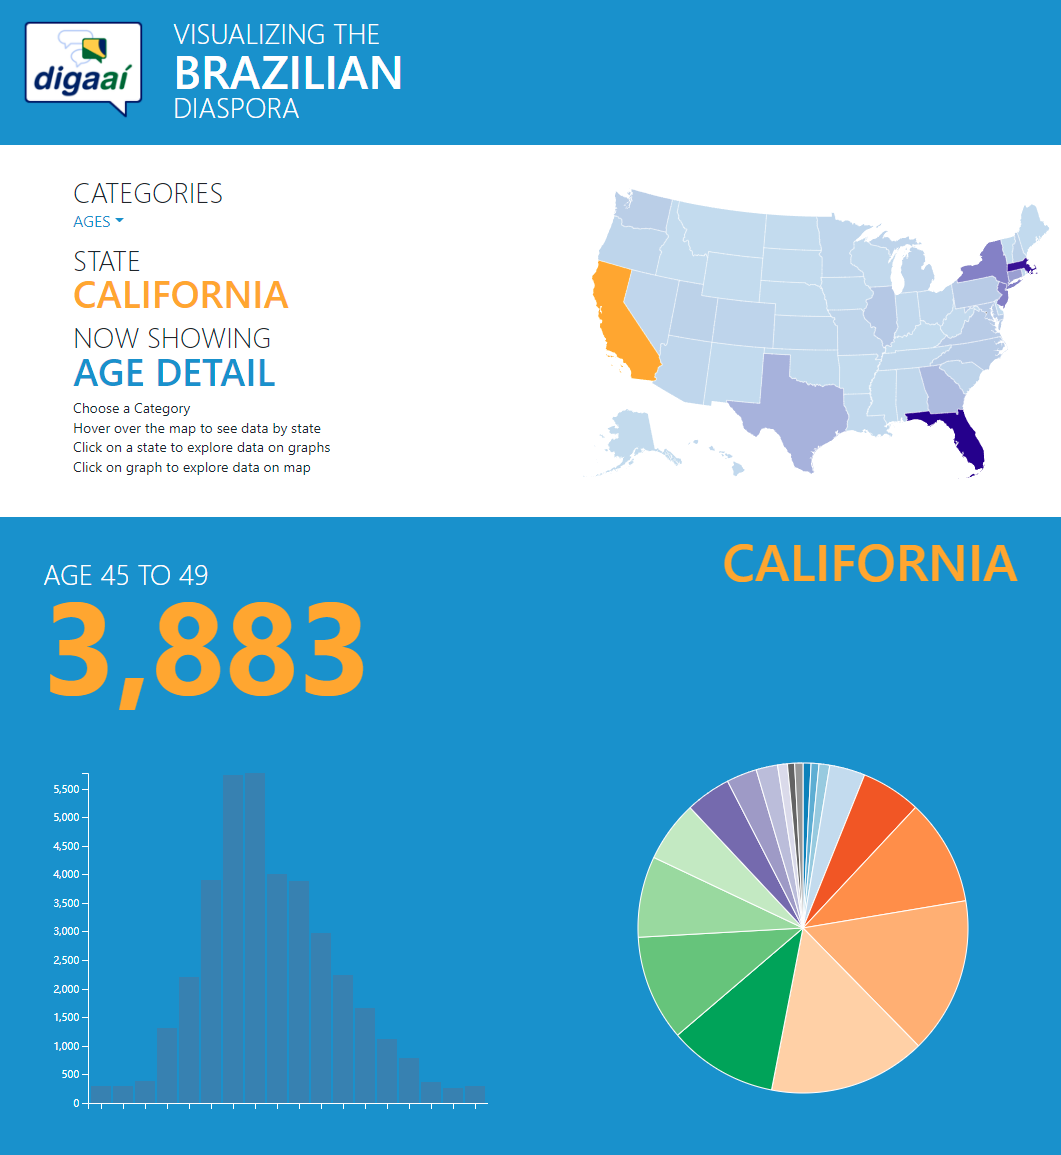 digaaí
VISUALIZING THE
BRAZILIAN
DIASPORA
CATEGORIES
AGES
STATE
CALIFORNIA
NOW SHOWING
AGE DETAIL
Choose a Category
Hover over the map to see data by state
Click on a state to explore data on graphs
Click on graph to explore data on map
CALIFORNIA
AGE 45 TO 49
3,883
5,500
5,000
4,500
4,000
3,500
3,000
2,500
2,000
1,500
1,000
500
0